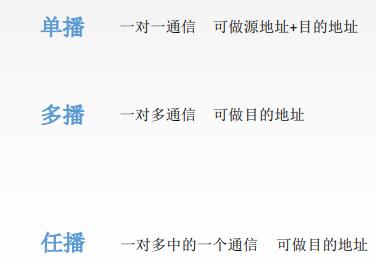 单播 一对一通信 可做源地址+目的地址
多播 一对多通信 可做目的地址
任播 一对多中的一个通信 可做目的地址